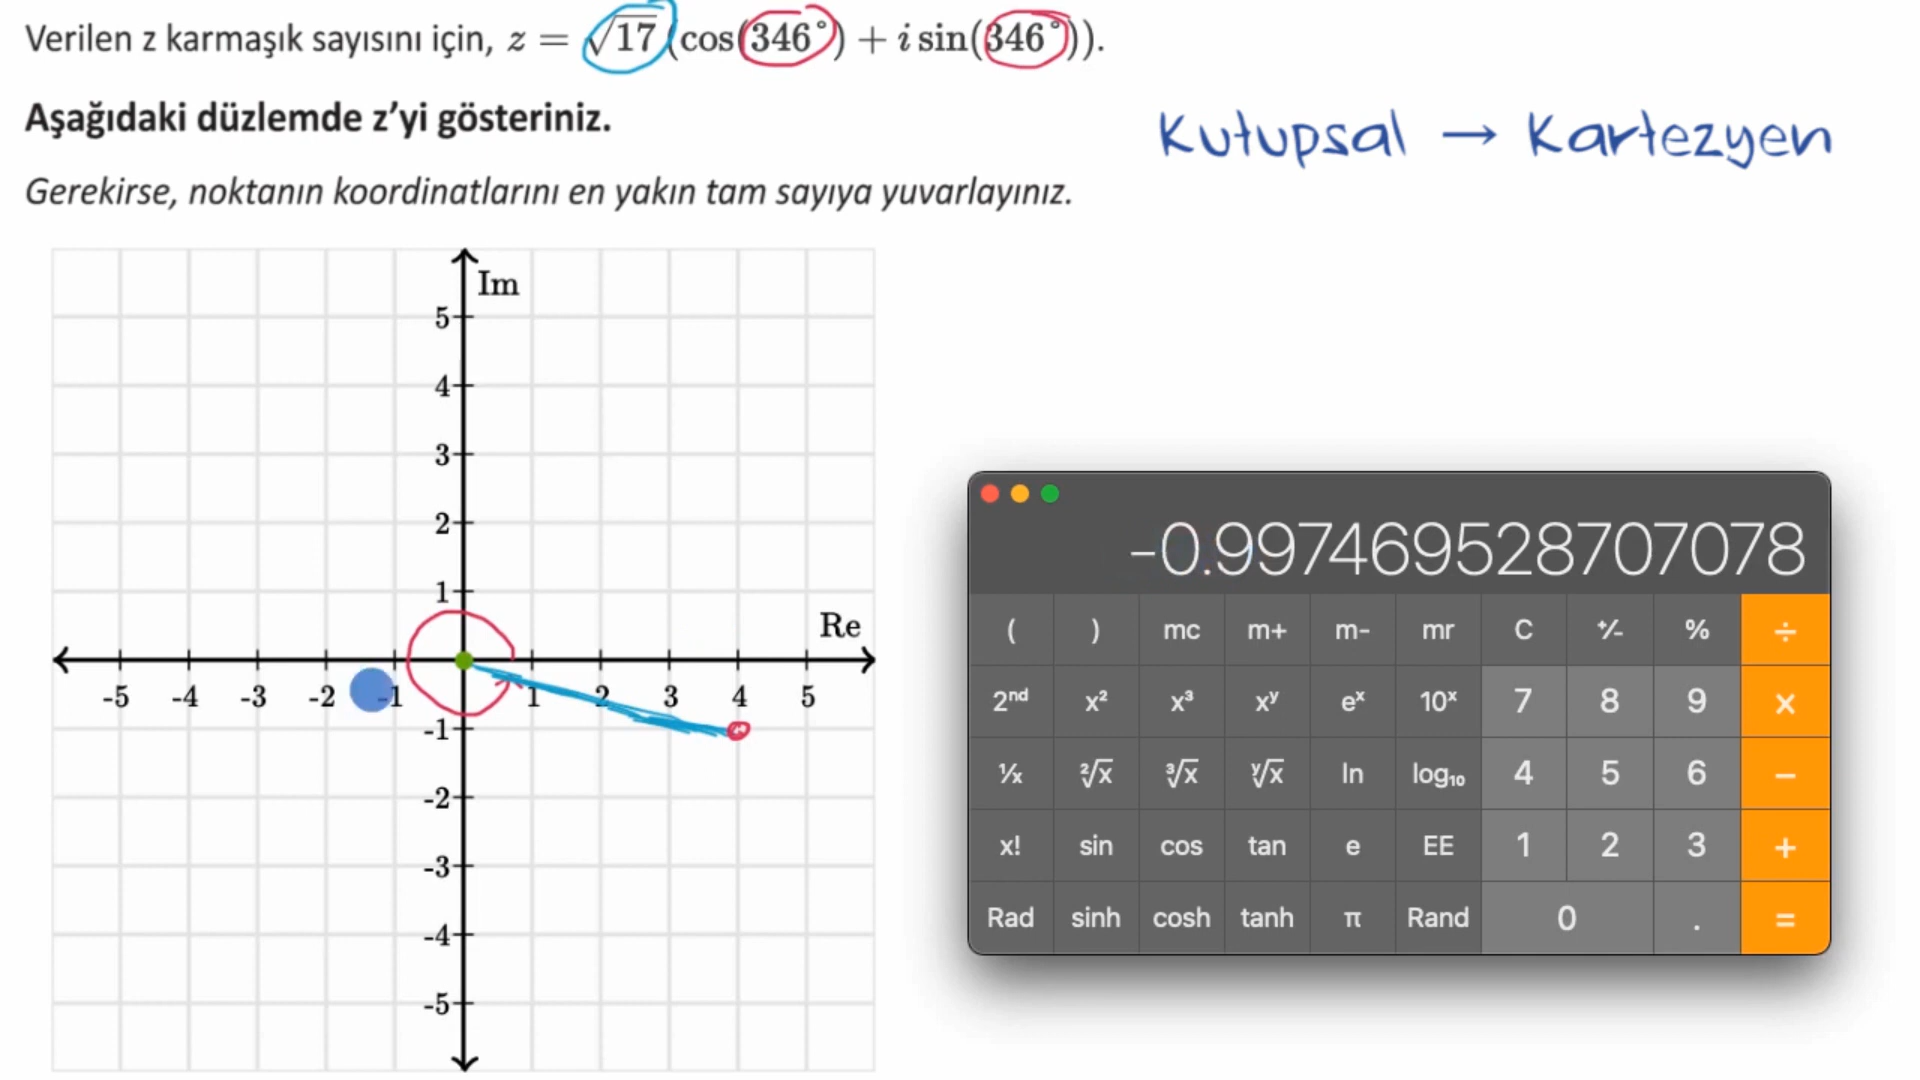 Verilen z karmaşık sayısını için, z = √17 (cos(346°) + i sin(346°)).
Aşağıdaki düzlemde z’yi gösteriniz.
Kutupsal → Kartezyen
Gerekirse, noktanın koordinatlarını en yakın tam sayıya yuvarlayınız.
Im
5
4
3
2
1
Re
-5 -4 -3 -2 -1 1 2 3 4 5
-1
-2
-3
-4
-5
-0.997469528707078
( ) mc m+ m- mr C ⁺∕₋ % ÷
2ⁿᵈ x² x³ xʸ eˣ 10ˣ 7 8 9 ×
¹∕ₓ ²√x ³√x ʸ√x ln log₁₀ 4 5 6 −
x! sin cos tan e EE 1 2 3 +
Rad sinh cosh tanh π Rand 0 . =